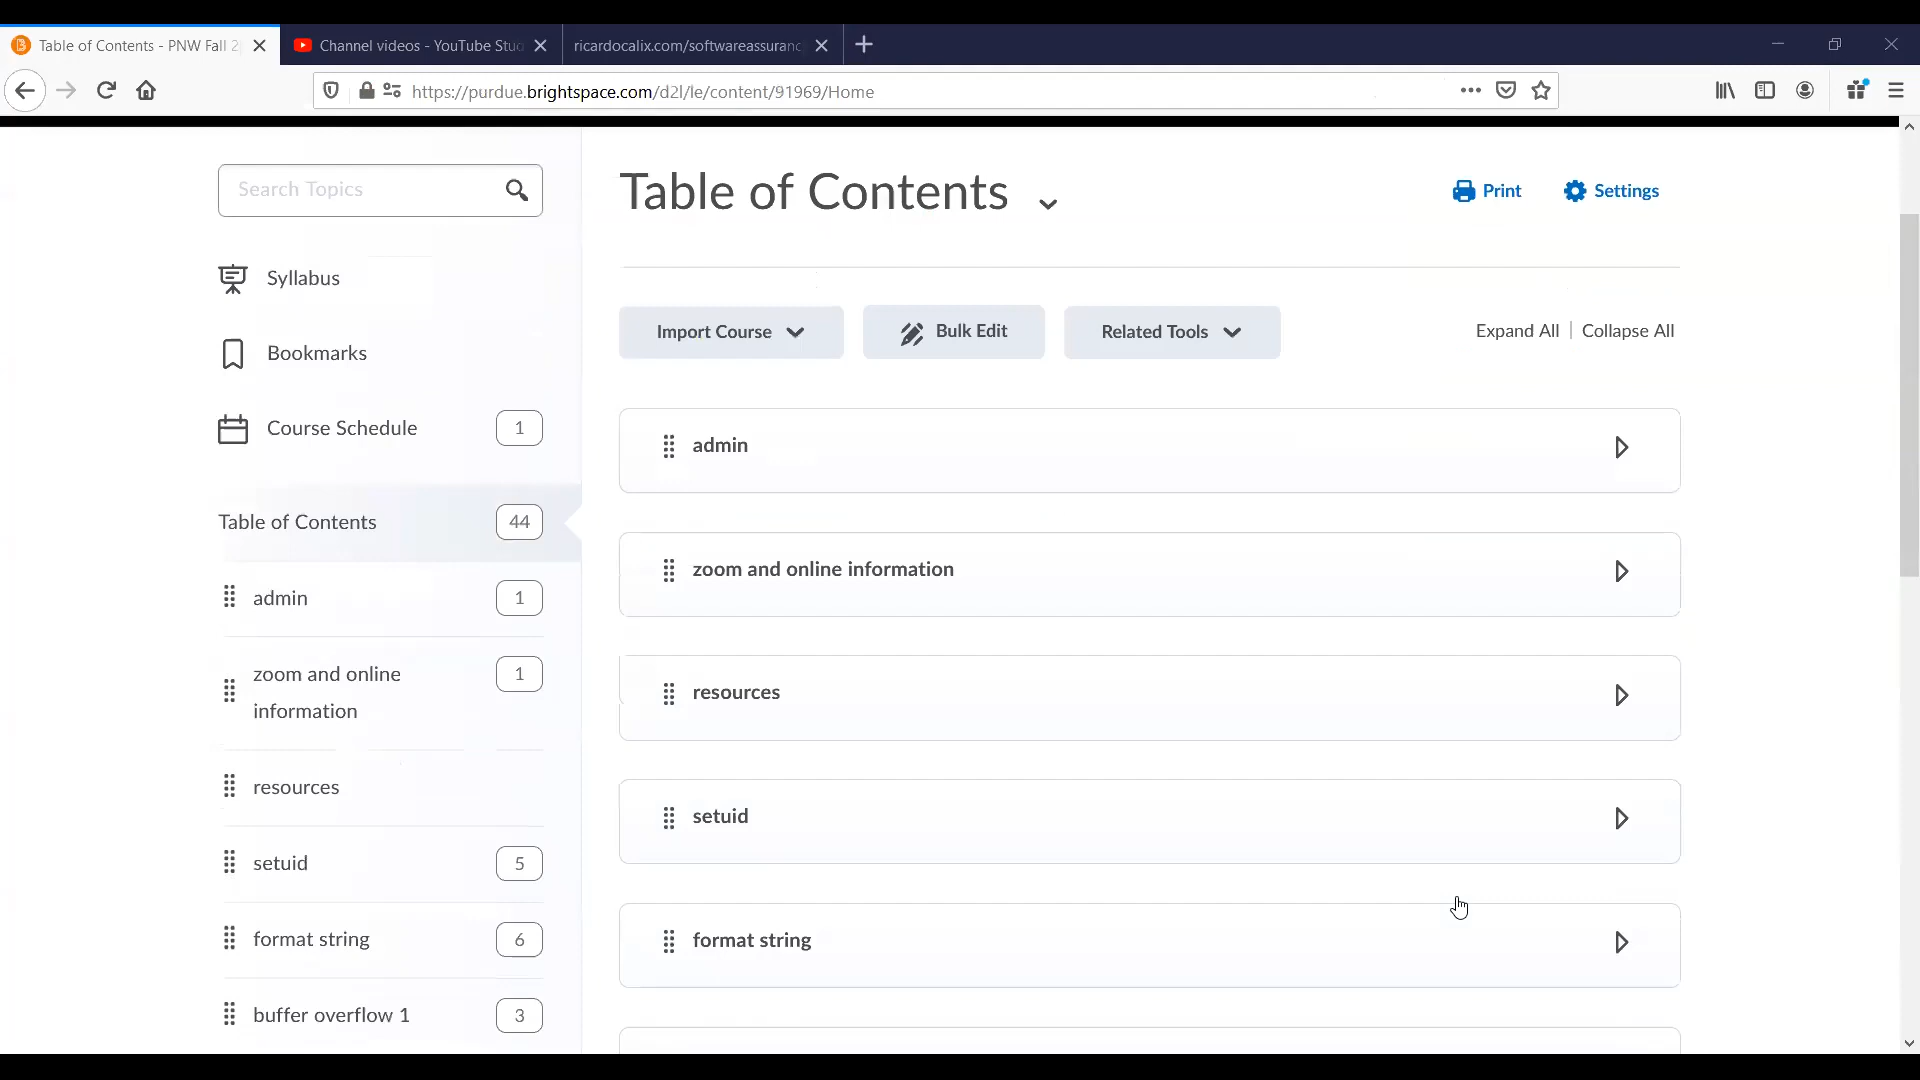 Table of Contents - PNW Fall 2
Channel videos - YouTube Stud
ricardocalix.com/softwareassuranc
https://purdue.brightspace.com/d2l/le/content/91969/Home
Search Topics
Syllabus
Bookmarks
Course Schedule 1
Table of Contents 44
admin 1
zoom and online 1
information
resources
setuid 5
format string 6
buffer overflow 1 3
Table of Contents
Print
Settings
Import Course
Bulk Edit
Related Tools
Expand All | Collapse All
admin
zoom and online information
resources
setuid
format string